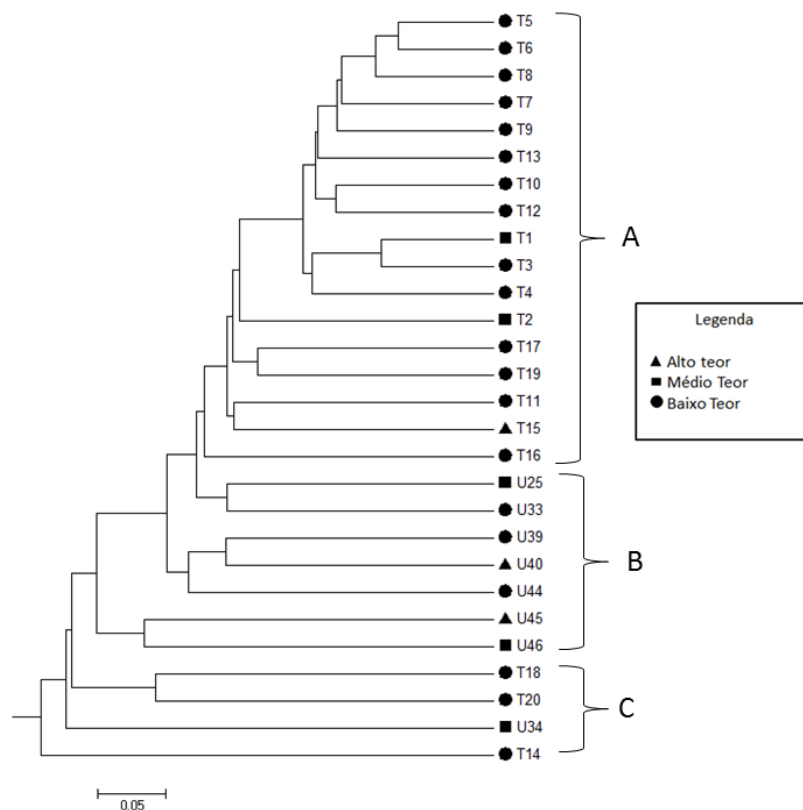 T5
T6
T8
T7
T9
T13
T10
T12
T1
T3
T4
T2
T17
T19
T11
T15
T16
U25
U33
U39
U40
U44
U45
U46
T18
T20
U34
T14
A
B
C
Legenda
Alto teor
Médio Teor
Baixo Teor
0.05